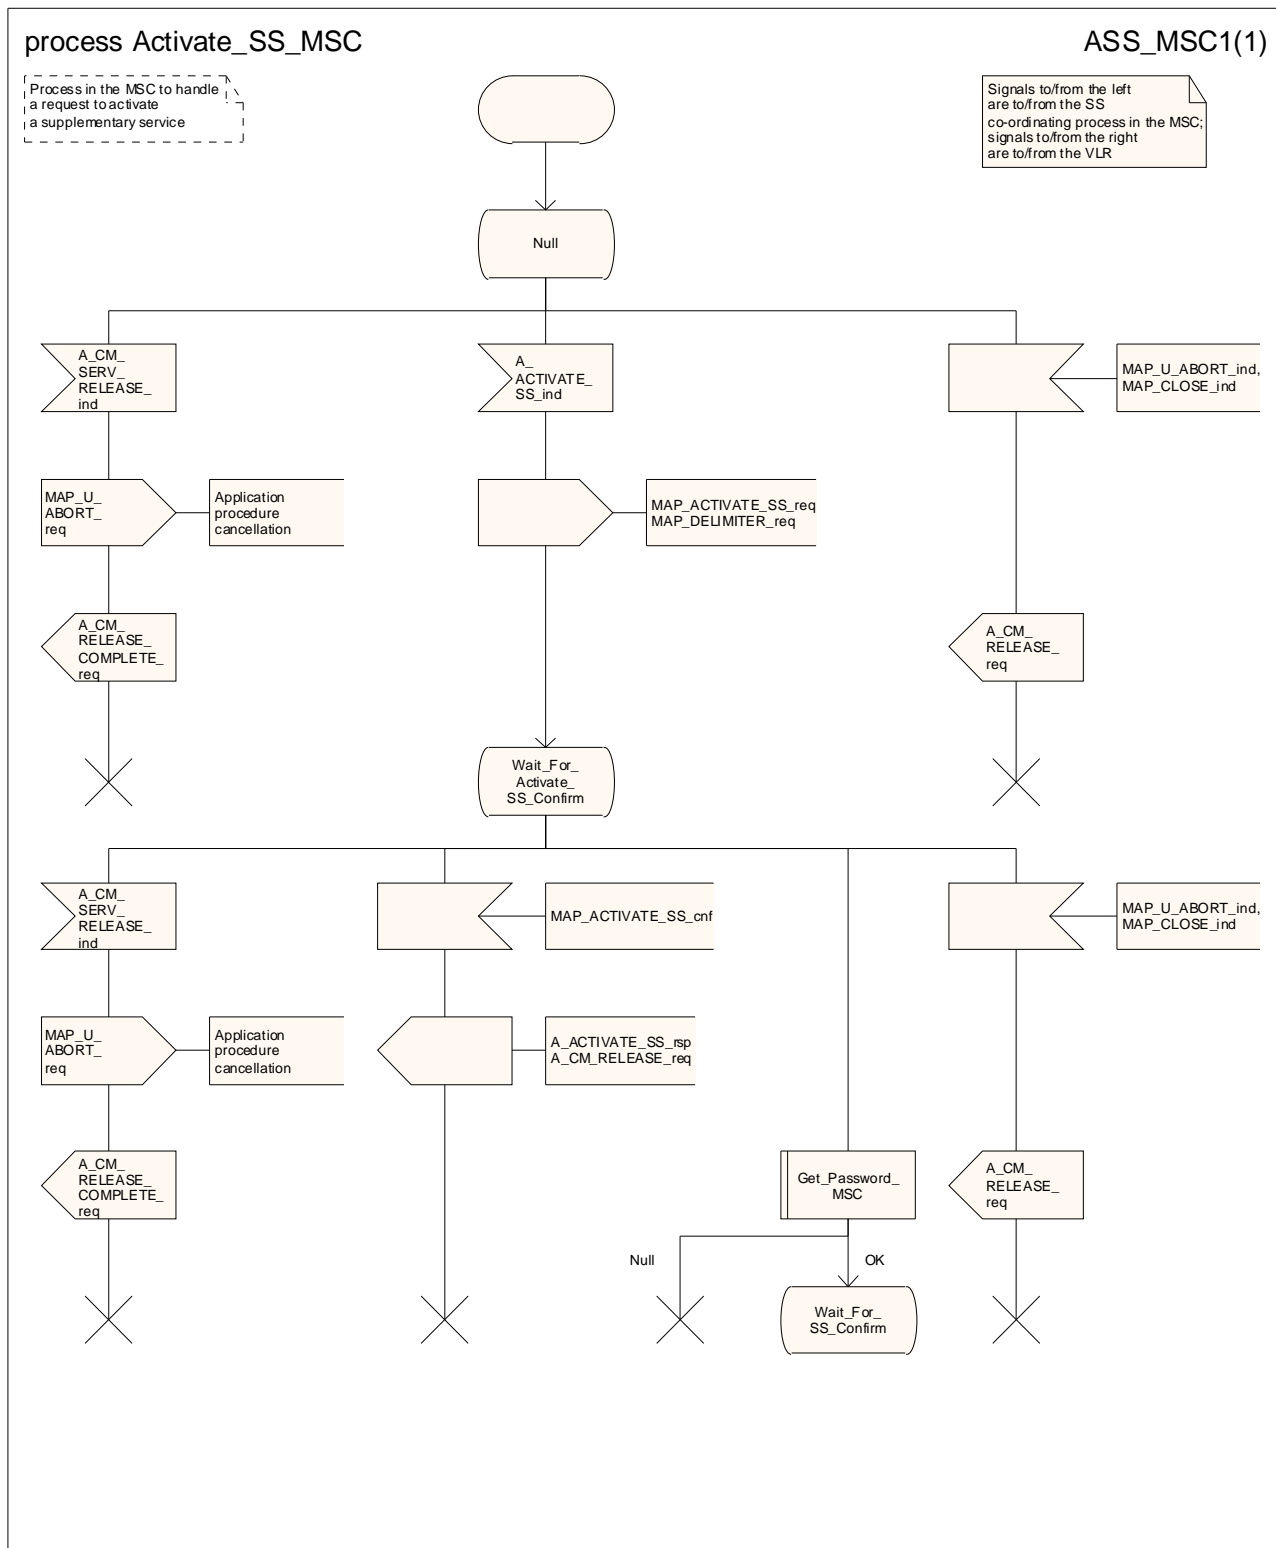 process Activate_SS_MSC
ASS_MSC1(1)
Process in the MSC to handle
a request to activate
a supplementary service
Signals to/from the left
are to/from the SS
co-ordinating process in the MSC;
signals to/from the right
are to/from the VLR
Null
A_CM_
SERV_
RELEASE_
ind
A_
ACTIVATE_
SS_ind
MAP_U_ABORT_ind,
MAP_CLOSE_ind
MAP_U_
ABORT_
req
Application
procedure
cancellation
MAP_ACTIVATE_SS_req
MAP_DELIMITER_req
A_CM_
RELEASE_
COMPLETE_
req
A_CM_
RELEASE_
req
Wait_For_
Activate_
SS_Confirm
A_CM_
SERV_
RELEASE_
ind
MAP_ACTIVATE_SS_cnf
MAP_U_ABORT_ind,
MAP_CLOSE_ind
MAP_U_
ABORT_
req
Application
procedure
cancellation
A_ACTIVATE_SS_rsp
A_CM_RELEASE_req
A_CM_
RELEASE_
COMPLETE_
req
Get_Password_
MSC
A_CM_
RELEASE_
req
Null
OK
Wait_For_
SS_Confirm